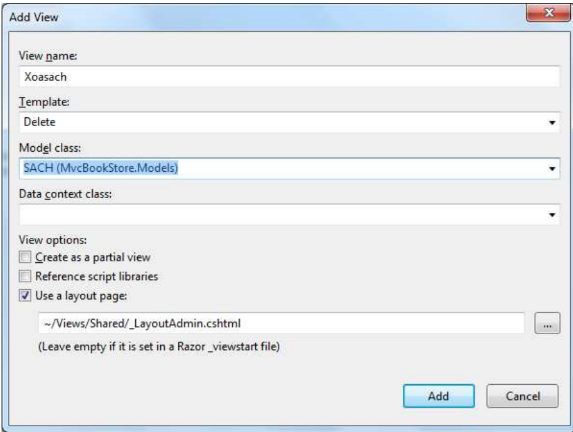 Add View
View name:
Xoasach
Template:
Delete
Model class:
SACH (MvcBookStore.Models)
Data context class:
View options:
Create as a partial view
Reference script libraries
Use a layout page:
~/Views/Shared/_LayoutAdmin.cshtml
...
(Leave empty if it is set in a Razor _viewstart file)
Add Cancel